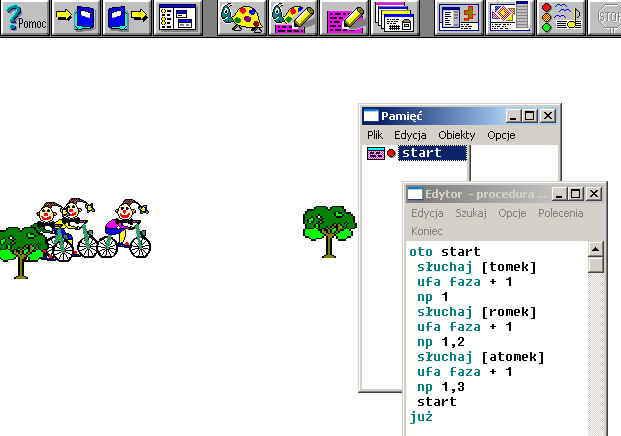 Pomoc
STOP
Pamięć
Plik Edycja Obiekty Opcje
start
Edytor - procedura ...
Edycja Szukaj Opcje Polecenia
Koniec
oto start
słuchaj [tomek]
ufa faza + 1
np 1
słuchaj [romek]
ufa faza + 1
np 1,2
słuchaj [atomek]
ufa faza + 1
np 1,3
start
już